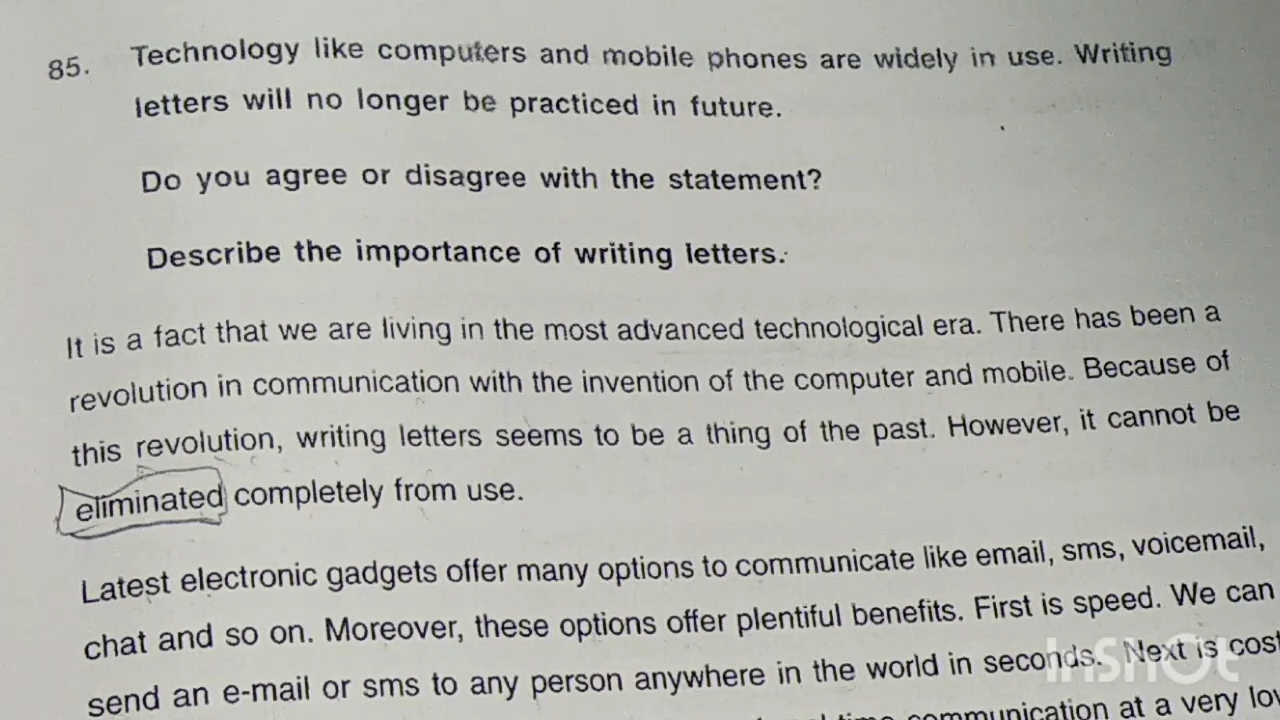 85. Technology like computers and mobile phones are widely in use. Writing
letters will no longer be practiced in future.
Do you agree or disagree with the statement?
Describe the importance of writing letters.
It is a fact that we are living in the most advanced technological era. There has been a
revolution in communication with the invention of the computer and mobile. Because of
this revolution, writing letters seems to be a thing of the past. However, it cannot be
eliminated completely from use.
Latest electronic gadgets offer many options to communicate like email, sms, voicemail,
chat and so on. Moreover, these options offer plentiful benefits. First is speed. We can
send an e-mail or sms to any person anywhere in the world in seconds. Next is cost
communication at a very low
InShOt